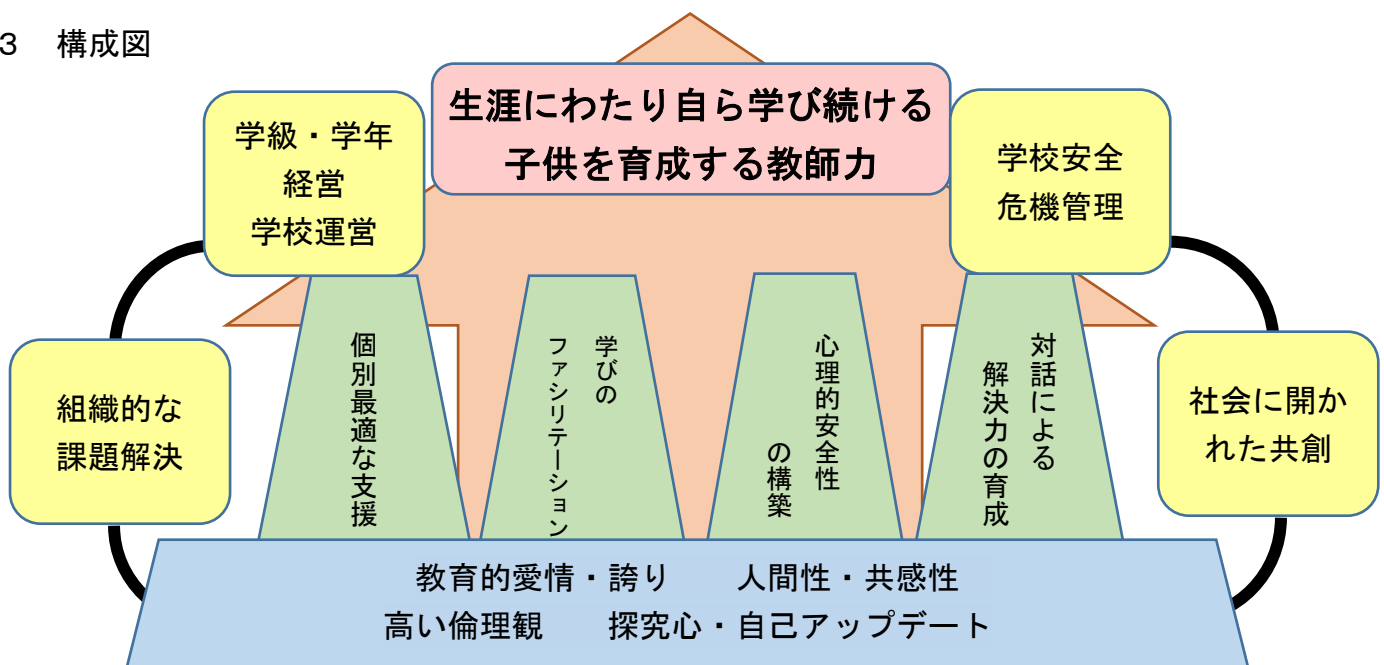 3　構成図
生涯にわたり自ら学び続ける
子供を育成する教師力
学級・学年
経営
学校運営
学校安全
危機管理
組織的な
課題解決
社会に開か
れた共創
個別最適な支援
学びの
ファシリテーション
心理的安全性
の構築
対話による
解決力の育成
教育的愛情・誇り　　人間性・共感性
高い倫理観　　探究心・自己アップデート